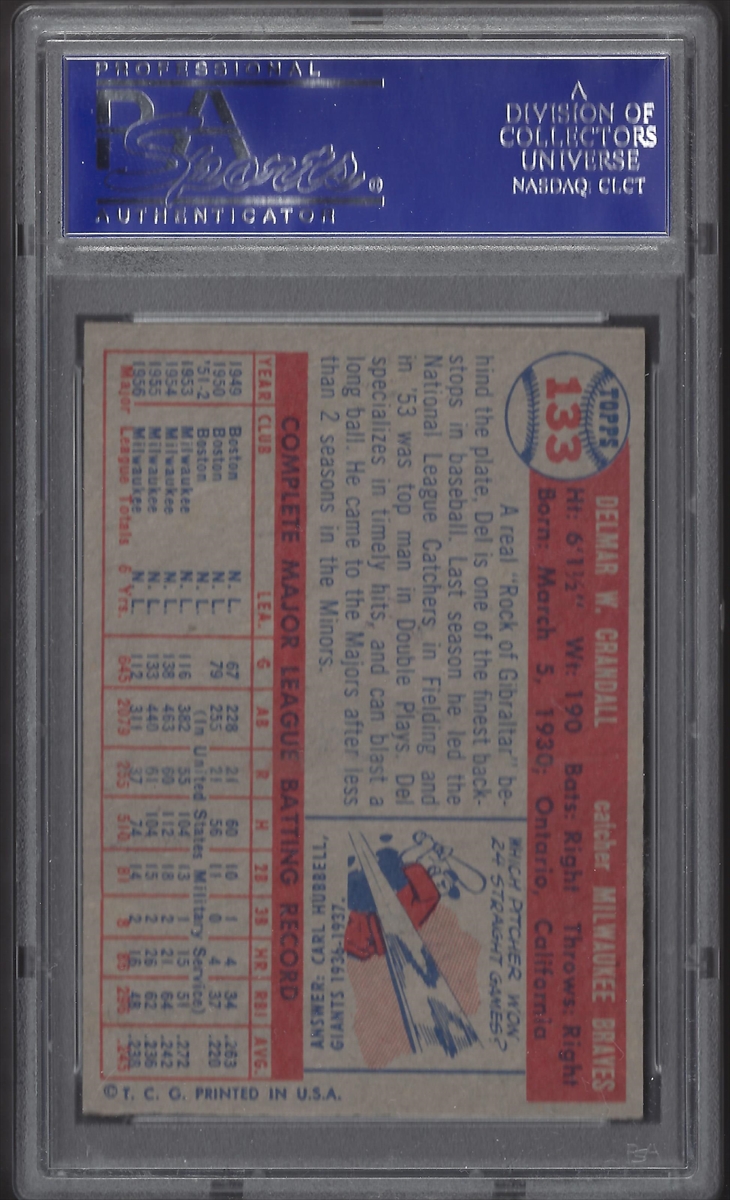 PROFESSIONAL
PSA
Sports®
AUTHENTICATOR
A
DIVISION OF
COLLECTORS
UNIVERSE
NASDAQ: CLCT
TOPPS
133
DELMAR W. CRANDALL catcher MILWAUKEE BRAVES
Ht: 6'1½" Wt: 190 Bats: Right Throws: Right
Born: March 5, 1930; Ontario, California
A real "Rock of Gibraltar" be-
hind the plate, Del is one of the finest back-
stops in baseball. Last season he led the
National League Catchers in Fielding and
in '53 was top man in Double Plays. Del
specializes in timely hits, and can blast a
long ball. He came to the Majors after less
than 2 seasons in the Minors.
WHICH PITCHER WON
24 STRAIGHT GAMES?
24
ANSWER: CARL HUBBELL,
GIANTS 1936-1937.
COMPLETE MAJOR LEAGUE BATTING RECORD
YEAR CLUB LEA. G AB R H 2B 3B HR RBI AVG.
1949 Boston N. L. 67 228 21 60 10 1 4 34 .263
1950 Boston N. L. 79 255 21 56 11 0 4 37 .220
'51-2 Boston N. L. (In United States Military Service)
1953 Milwaukee N. L. 116 382 55 104 13 1 15 51 .272
1954 Milwaukee N. L. 138 463 60 112 18 2 21 64 .242
1955 Milwaukee N. L. 133 440 61 104 15 2 26 62 .236
1956 Milwaukee N. L. 112 311 37 74 14 2 16 48 .238
Major League Totals 6 Yrs. 645 2079 255 510 81 8 86 296 .245
© T. C. G. PRINTED IN U.S.A.
PSA